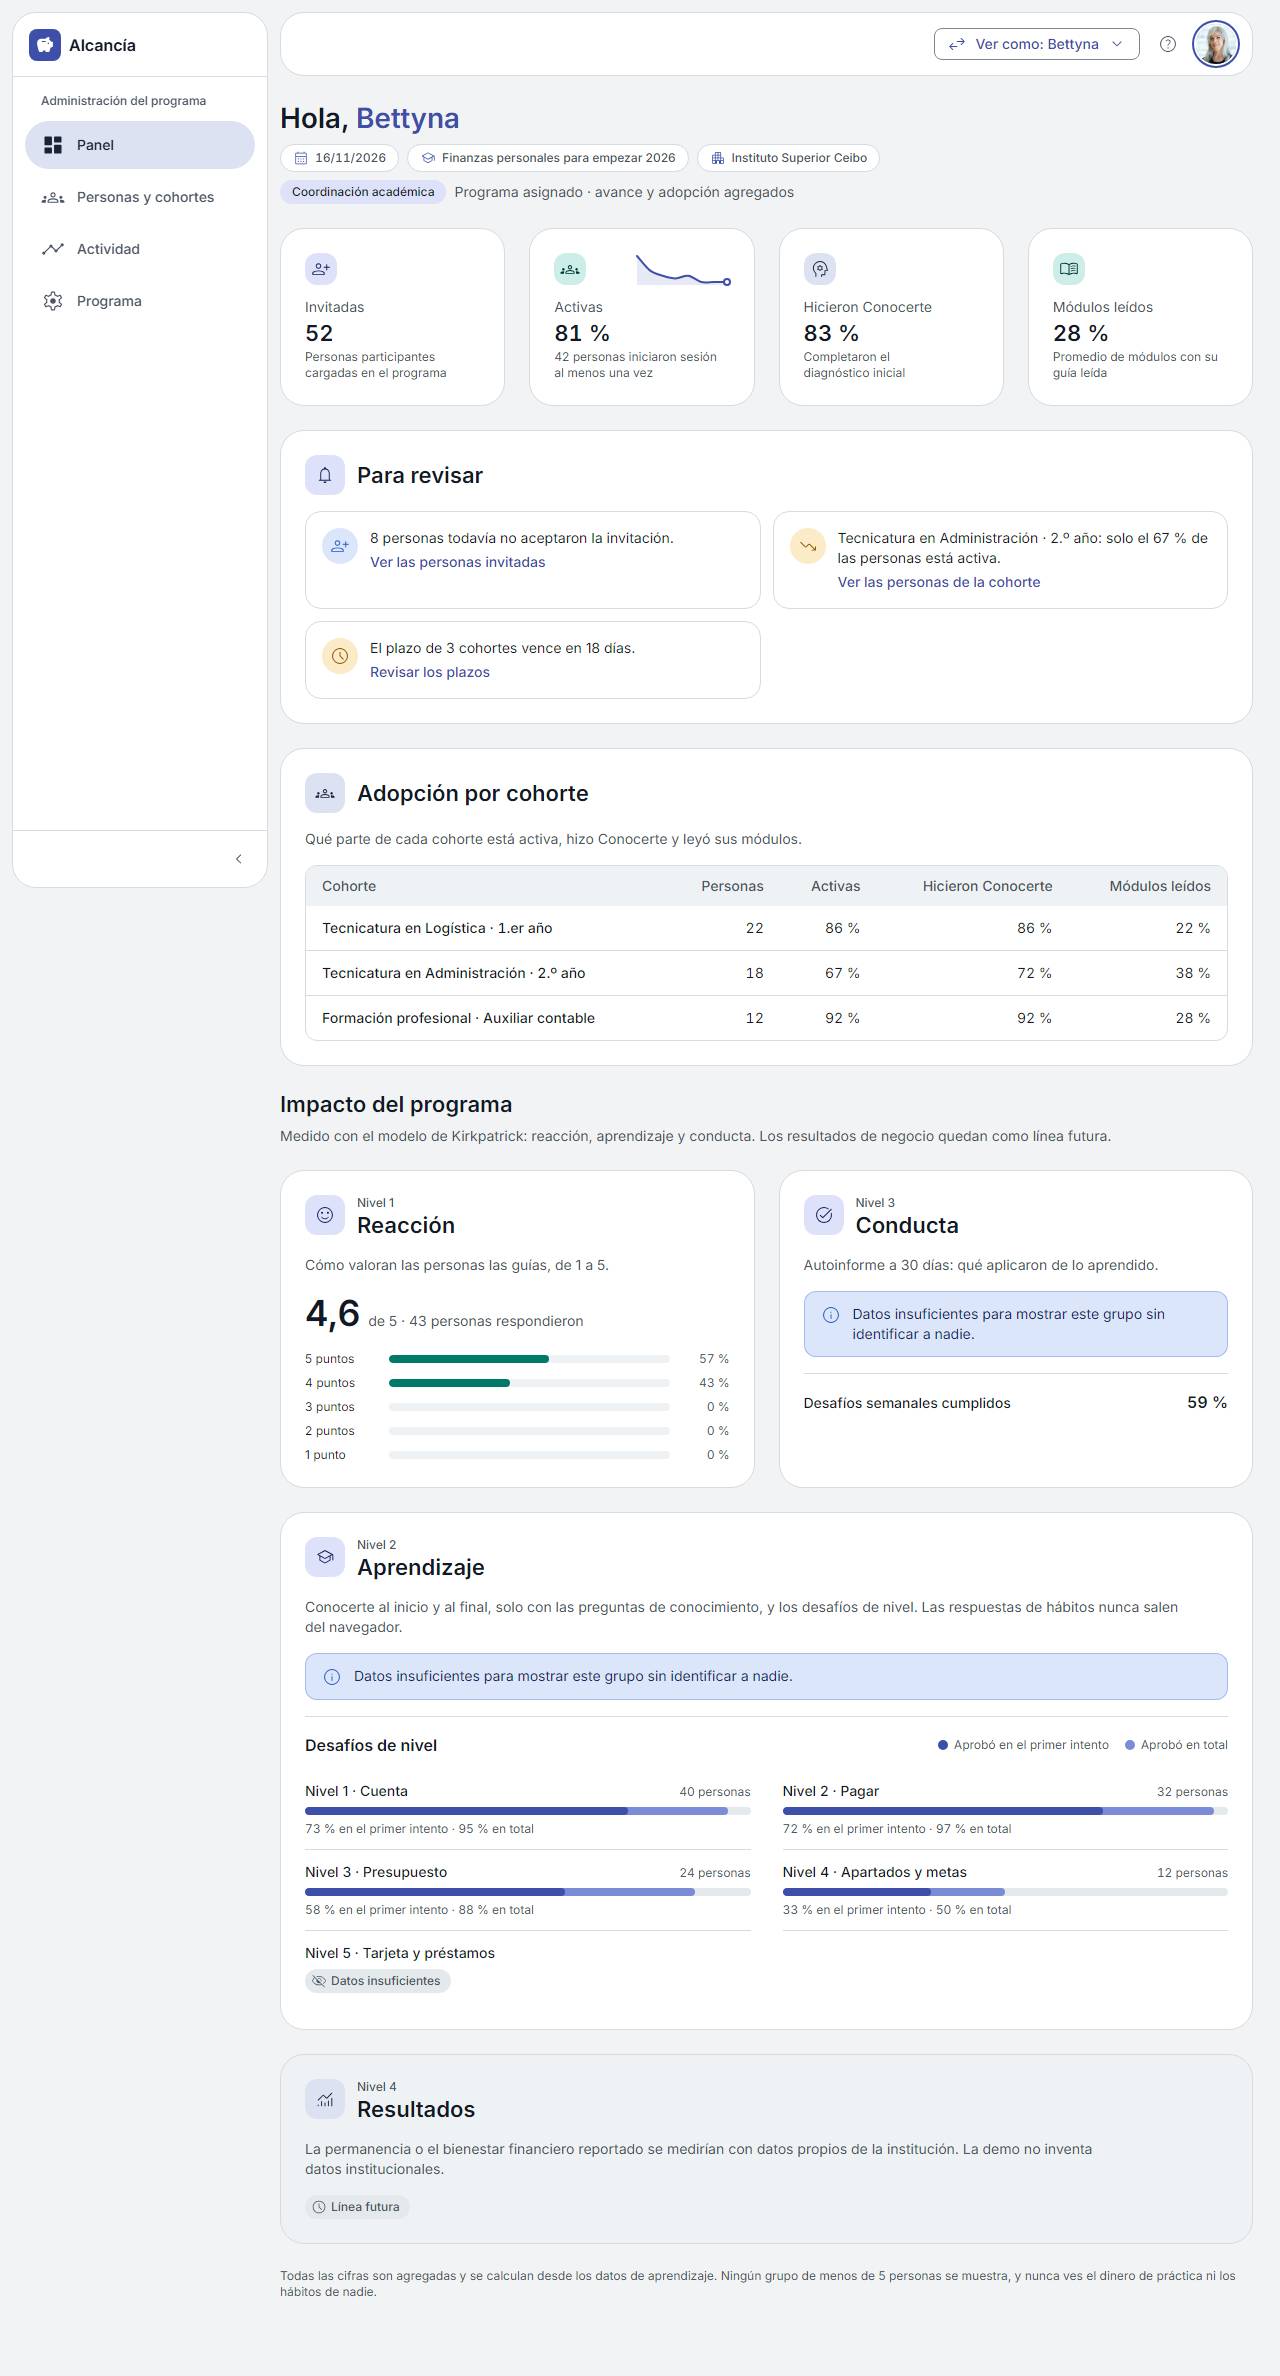 Alcancía
Ver como: Bettyna
Administración del programa
Panel
Personas y cohortes
Actividad
Programa
Hola, Bettyna
16/11/2026
Finanzas personales para empezar 2026
Instituto Superior Ceibo
Coordinación académica
Programa asignado · avance y adopción agregados
Invitadas
52
Personas participantes
cargadas en el programa
Activas
81 %
42 personas iniciaron sesión
al menos una vez
Hicieron Conocerte
83 %
Completaron el
diagnóstico inicial
Módulos leídos
28 %
Promedio de módulos con su
guía leída
Para revisar
8 personas todavía no aceptaron la invitación.
Ver las personas invitadas
Tecnicatura en Administración · 2.º año: solo el 67 % de
las personas está activa.
Ver las personas de la cohorte
El plazo de 3 cohortes vence en 18 días.
Revisar los plazos
Adopción por cohorte
Qué parte de cada cohorte está activa, hizo Conocerte y leyó sus módulos.
Cohorte Personas Activas Hicieron Conocerte Módulos leídos
Tecnicatura en Logística · 1.er año 22 86 % 86 % 22 %
Tecnicatura en Administración · 2.º año 18 67 % 72 % 38 %
Formación profesional · Auxiliar contable 12 92 % 92 % 28 %
Impacto del programa
Medido con el modelo de Kirkpatrick: reacción, aprendizaje y conducta. Los resultados de negocio quedan como línea futura.
Nivel 1
Reacción
Cómo valoran las personas las guías, de 1 a 5.
4,6 de 5 · 43 personas respondieron
5 puntos 57 %
4 puntos 43 %
3 puntos 0 %
2 puntos 0 %
1 punto 0 %
Nivel 3
Conducta
Autoinforme a 30 días: qué aplicaron de lo aprendido.
Datos insuficientes para mostrar este grupo sin
identificar a nadie.
Desafíos semanales cumplidos 59 %
Nivel 2
Aprendizaje
Conocerte al inicio y al final, solo con las preguntas de conocimiento, y los desafíos de nivel. Las respuestas de hábitos nunca salen
del navegador.
Datos insuficientes para mostrar este grupo sin identificar a nadie.
Desafíos de nivel
Aprobó en el primer intento Aprobó en total
Nivel 1 · Cuenta 40 personas
73 % en el primer intento · 95 % en total
Nivel 2 · Pagar 32 personas
72 % en el primer intento · 97 % en total
Nivel 3 · Presupuesto 24 personas
58 % en el primer intento · 88 % en total
Nivel 4 · Apartados y metas 12 personas
33 % en el primer intento · 50 % en total
Nivel 5 · Tarjeta y préstamos
Datos insuficientes
Nivel 4
Resultados
La permanencia o el bienestar financiero reportado se medirían con datos propios de la institución. La demo no inventa
datos institucionales.
Línea futura
Todas las cifras son agregadas y se calculan desde los datos de aprendizaje. Ningún grupo de menos de 5 personas se muestra, y nunca ves el dinero de práctica ni los
hábitos de nadie.